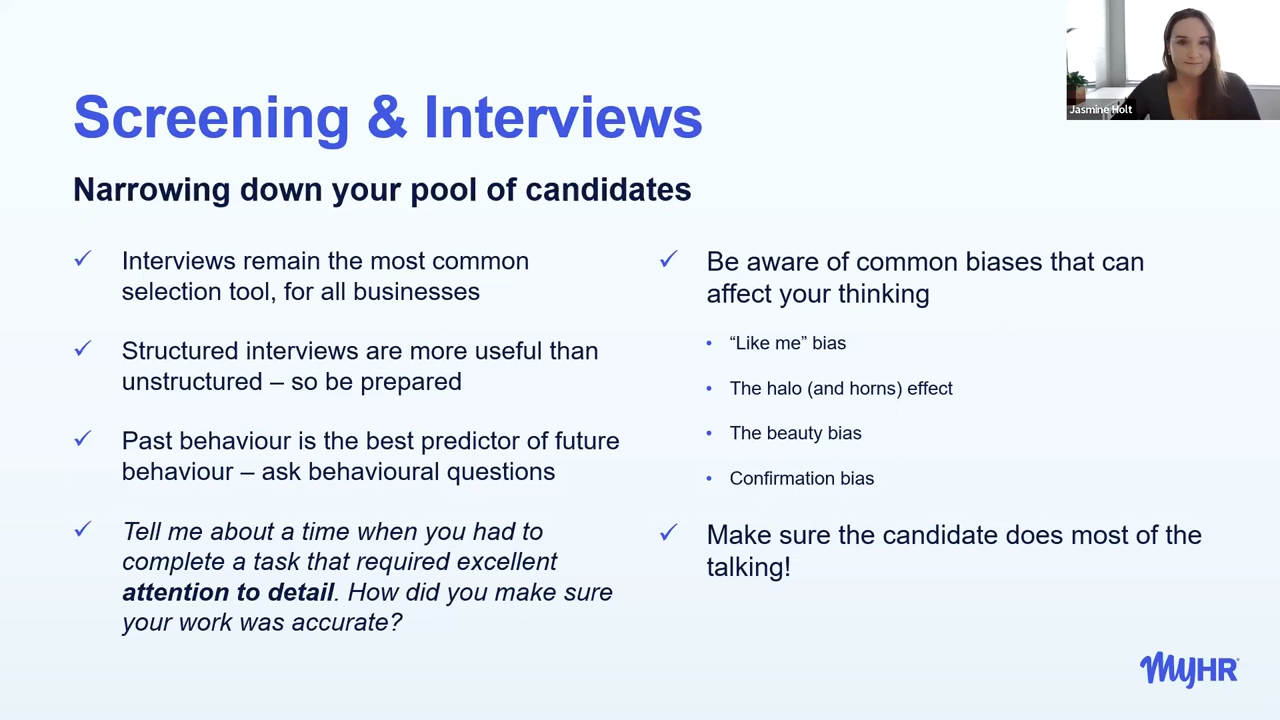 Screening & Interviews
Narrowing down your pool of candidates
✓ Interviews remain the most common
selection tool, for all businesses
✓ Structured interviews are more useful than
unstructured – so be prepared
✓ Past behaviour is the best predictor of future
behaviour – ask behavioural questions
✓ Tell me about a time when you had to
complete a task that required excellent
attention to detail. How did you make sure
your work was accurate?
✓ Be aware of common biases that can
affect your thinking
• “Like me” bias
• The halo (and horns) effect
• The beauty bias
• Confirmation bias
✓ Make sure the candidate does most of the
talking!
Jasmine Holt
MyHR